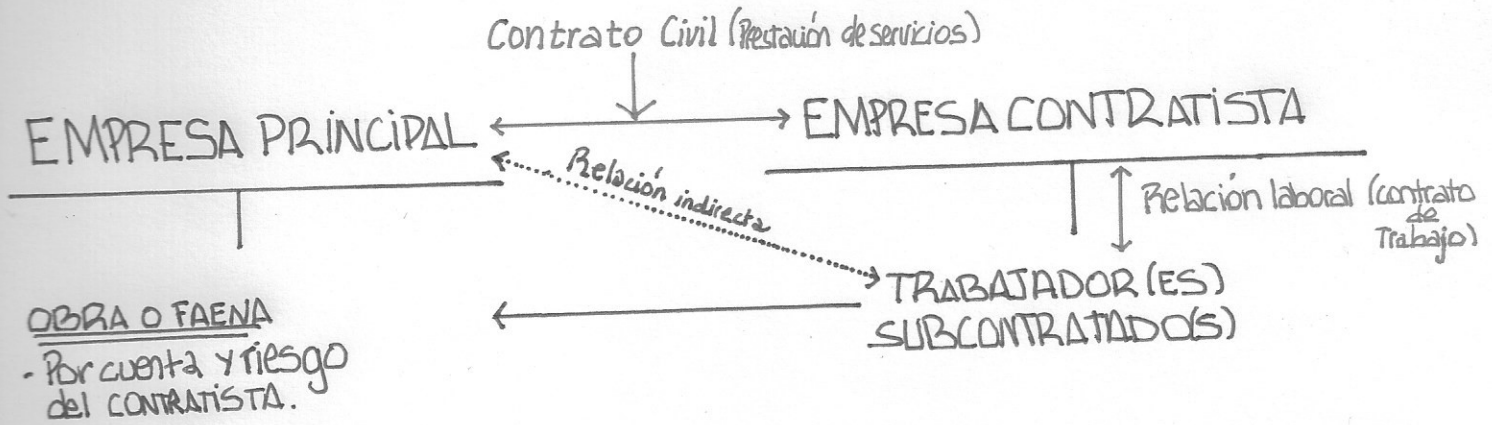 Contrato Civil (Prestación de servicios)
EMPRESA PRINCIPAL
EMPRESA CONTRATISTA
Relación indirecta
Relación laboral (contrato
de
Trabajo)
TRABAJADOR(ES)
SUBCONTRATADO(S)
OBRA O FAENA
- Por cuenta y riesgo
del CONTRATISTA.